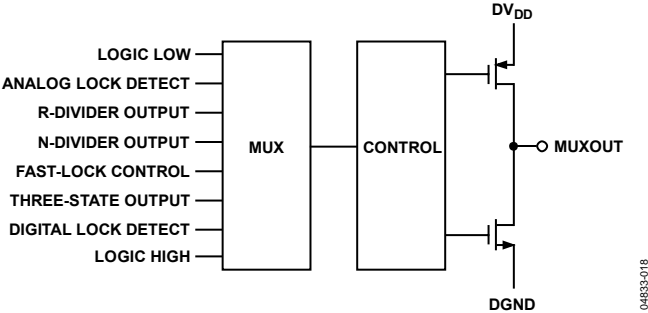 DVDD
LOGIC LOW
ANALOG LOCK DETECT
R-DIVIDER OUTPUT
N-DIVIDER OUTPUT
FAST-LOCK CONTROL
THREE-STATE OUTPUT
DIGITAL LOCK DETECT
LOGIC HIGH
MUX
CONTROL
MUXOUT
DGND
04833-018